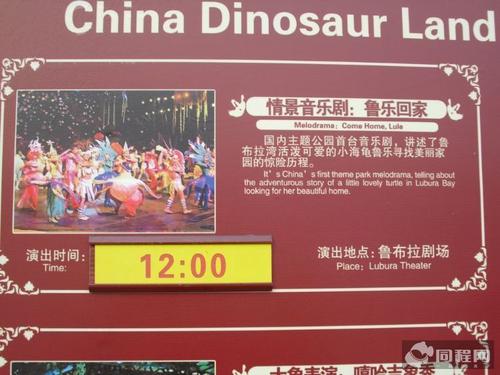 China Dinosaur Land
情景音乐剧：鲁乐回家
Melodrama: Come Home, Lule
国内主题公园首台音乐剧，讲述了鲁
布拉湾活泼可爱的小海龟鲁乐寻找美丽家
园的惊险历程。
It's China's first theme park melodrama, telling about
the adventurous story of a little lovely turtle in Lubura Bay
looking for her beautiful home.
演出时间：
Time:
12:00
演出地点：鲁布拉剧场
Place: Lubura Theater
同程网